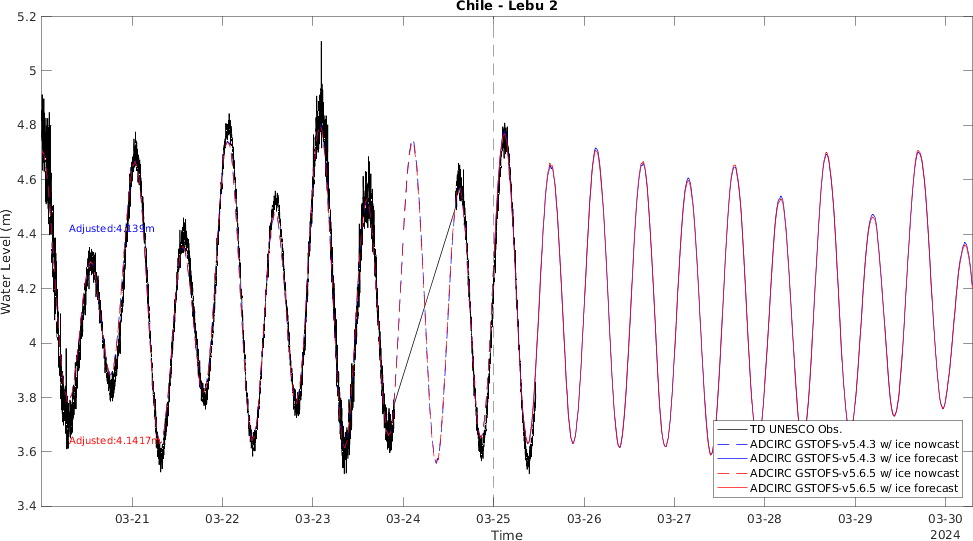 Chile - Lebu 2
5.2
5
4.8
4.6
4.4
4.2
4
3.8
3.6
3.4
Water Level (m)
Adjusted:4.139m
Adjusted:4.1417m
TD UNESCO Obs.
ADCIRC GSTOFS-v5.4.3 w/ ice nowcast
ADCIRC GSTOFS-v5.4.3 w/ ice forecast
ADCIRC GSTOFS-v5.6.5 w/ ice nowcast
ADCIRC GSTOFS-v5.6.5 w/ ice forecast
03-21 03-22 03-23 03-24 03-25 03-26 03-27 03-28 03-29 03-30
2024
Time